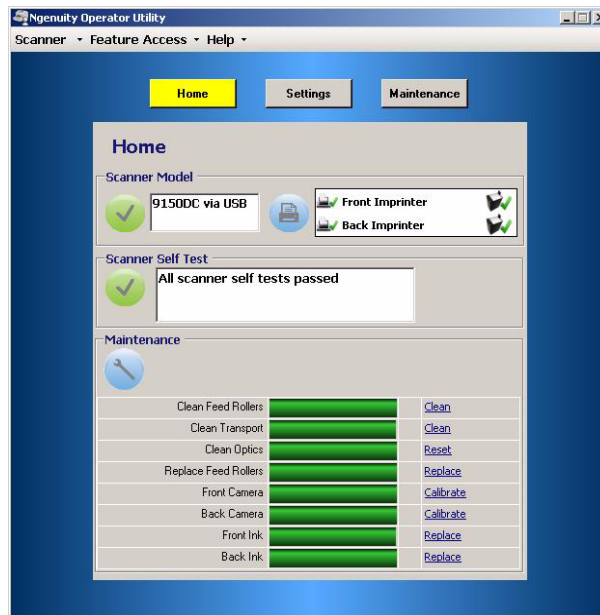 Ngenuity Operator Utility
Scanner Feature Access Help
Home Settings Maintenance
Home
Scanner Model
9150DC via USB
Front Imprinter
Back Imprinter
Scanner Self Test
All scanner self tests passed
Maintenance
Clean Feed Rollers Clean
Clean Transport Clean
Clean Optics Reset
Replace Feed Rollers Replace
Front Camera Calibrate
Back Camera Calibrate
Front Ink Replace
Back Ink Replace